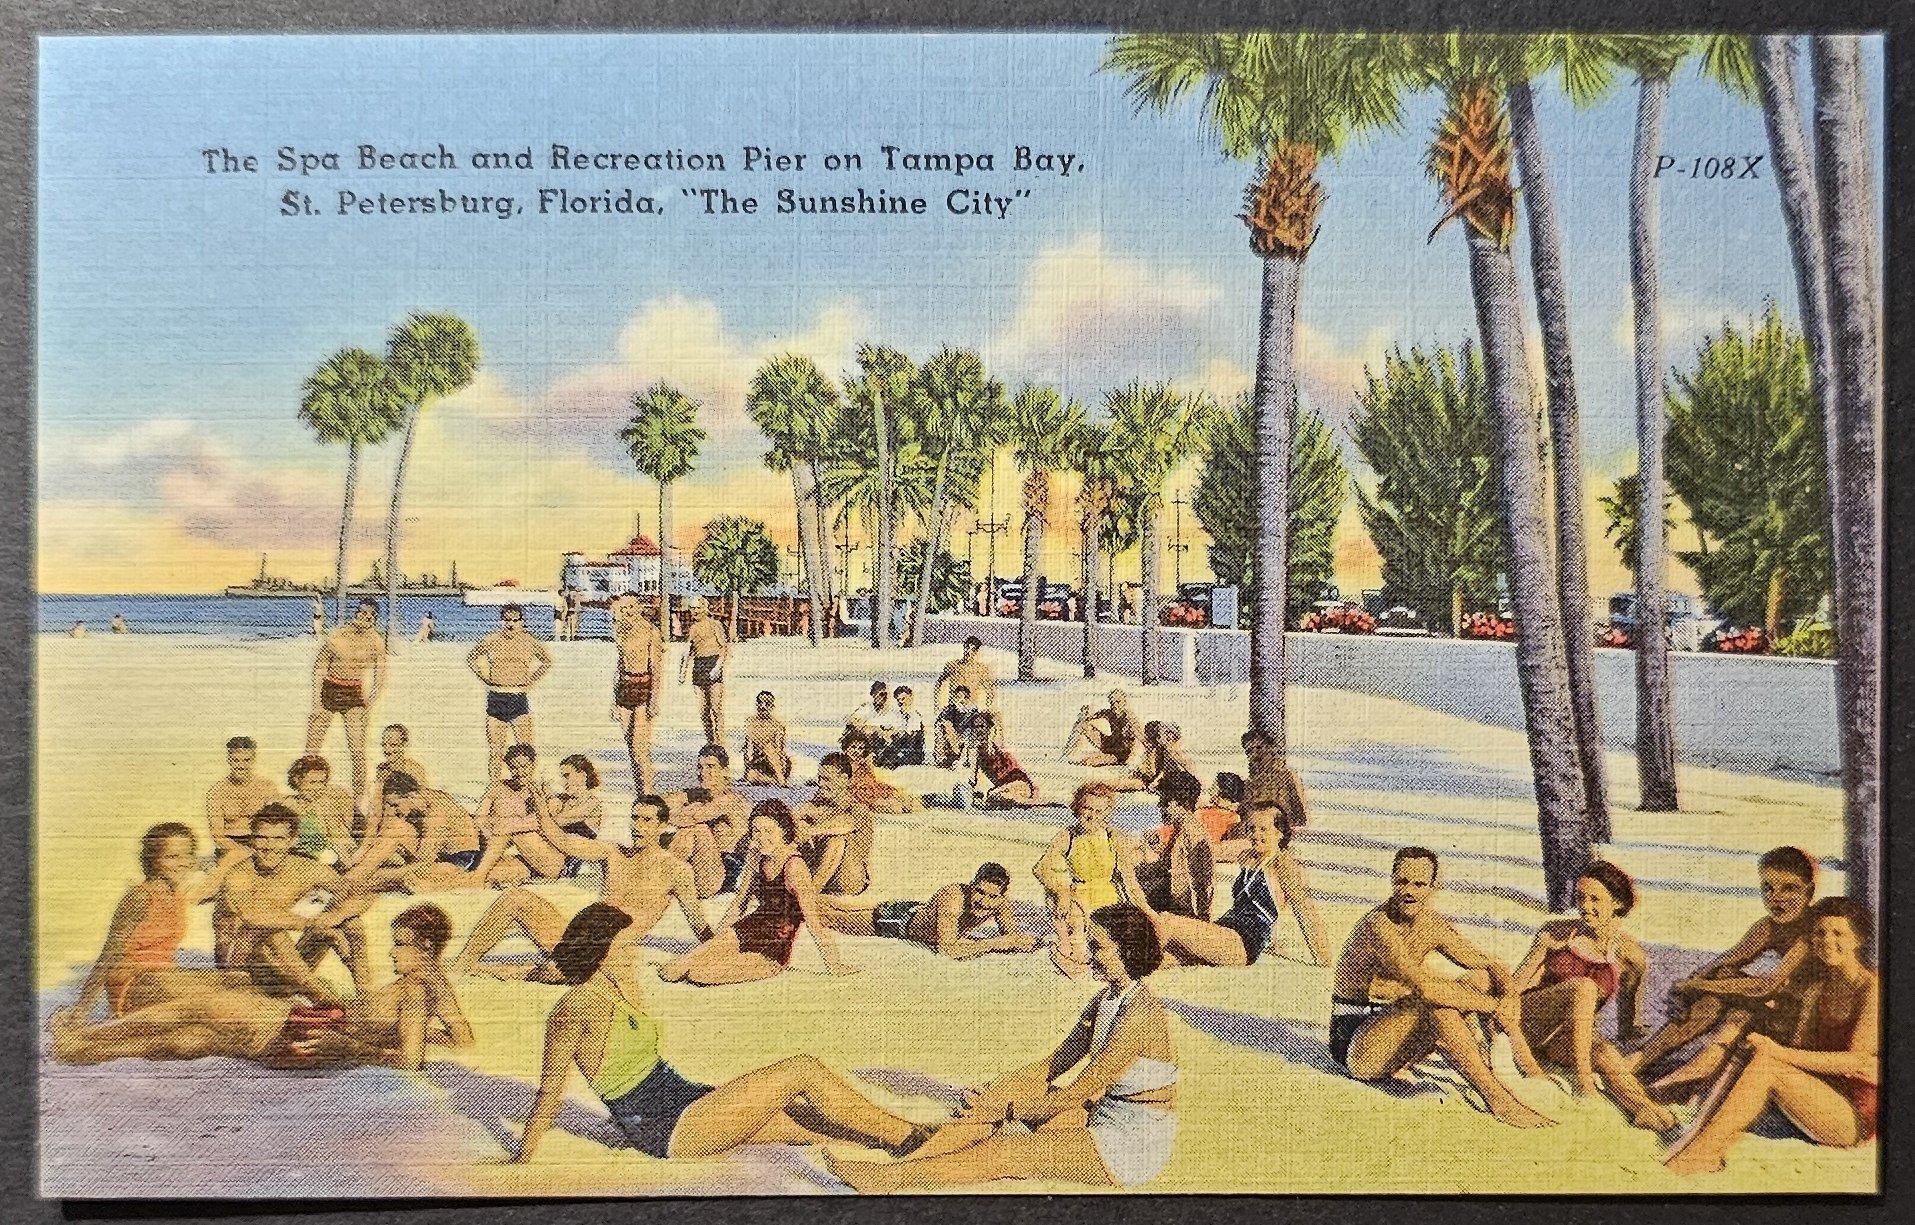 The Spa Beach and Recreation Pier on Tampa Bay,
St. Petersburg, Florida, "The Sunshine City"
P-108X